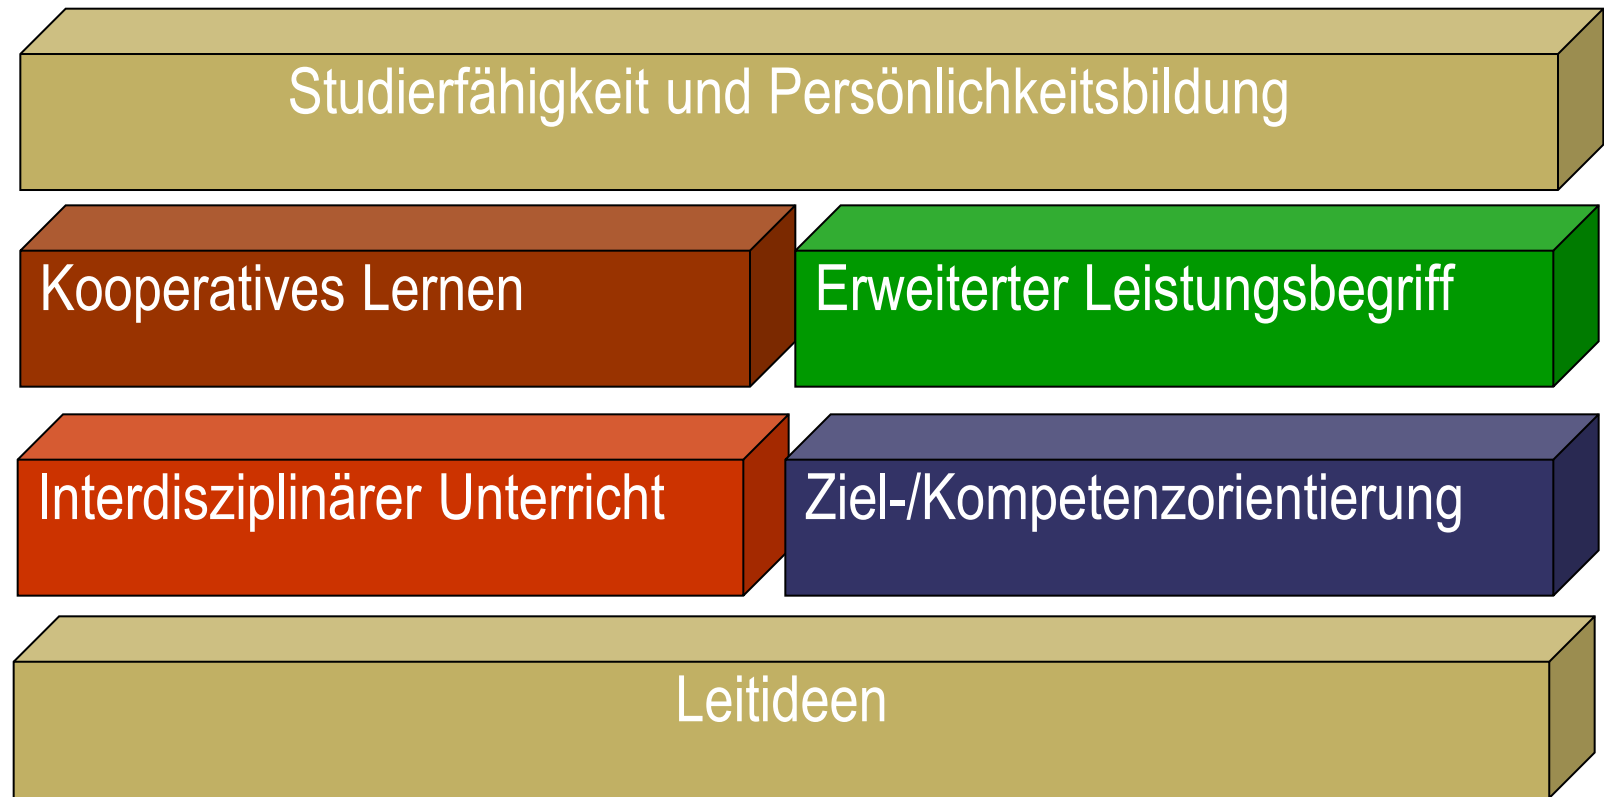 Studierfähigkeit und Persönlichkeitsbildung
Kooperatives Lernen
Erweiterter Leistungsbegriff
Interdisziplinärer Unterricht
Ziel-/Kompetenzorientierung
Leitideen